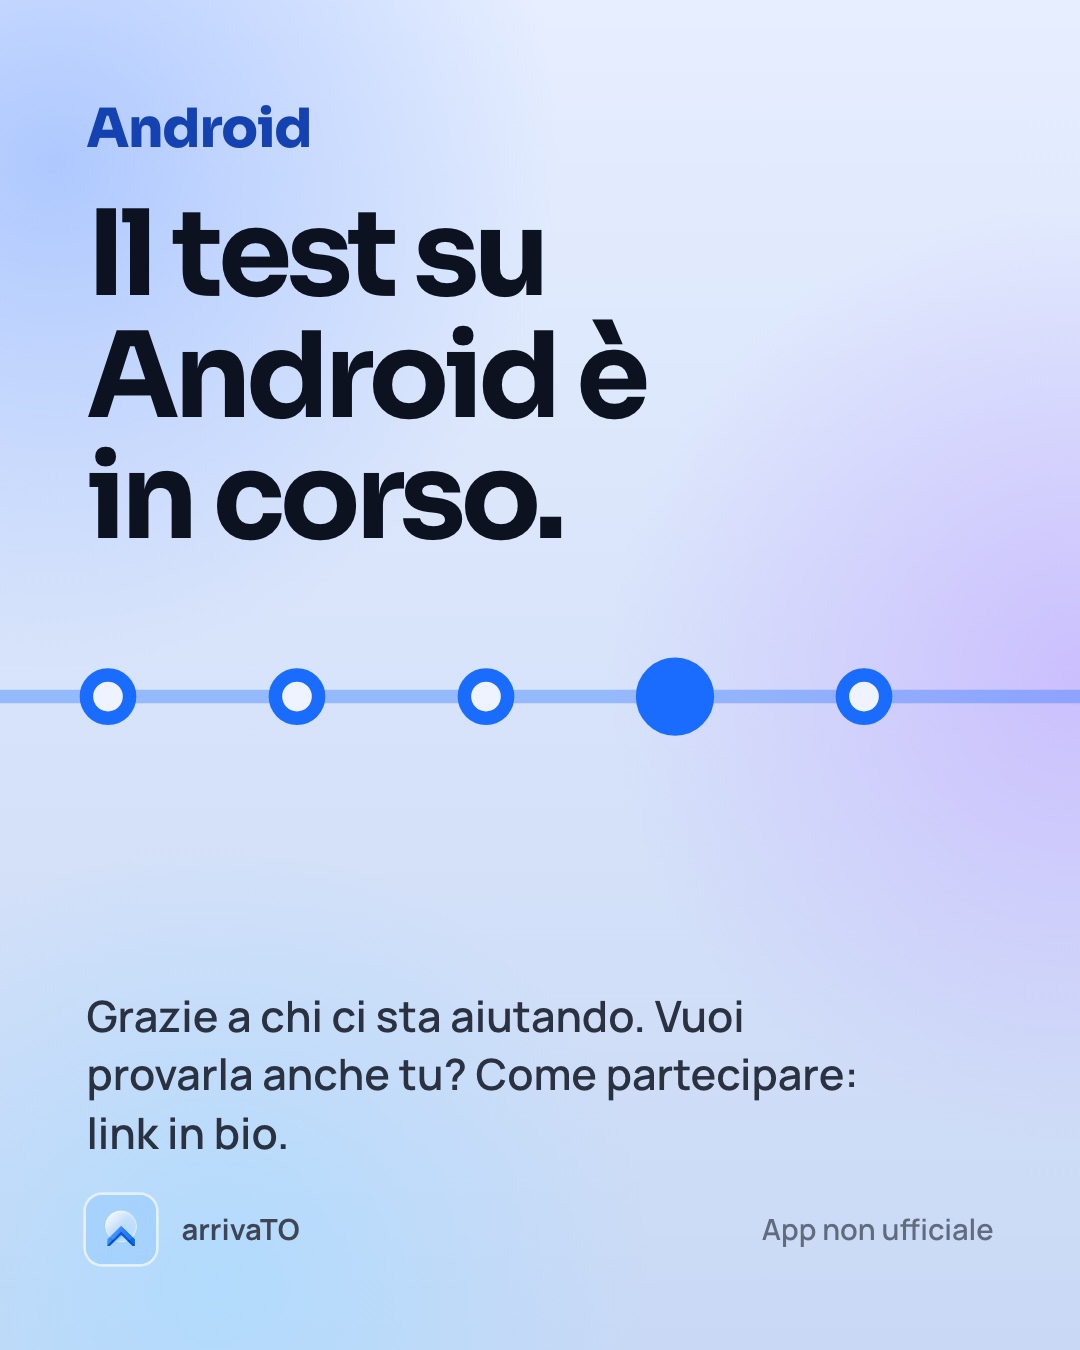 Android
Il test su
Android è
in corso.
Grazie a chi ci sta aiutando. Vuoi
provarla anche tu? Come partecipare:
link in bio.
arrivaTO
App non ufficiale